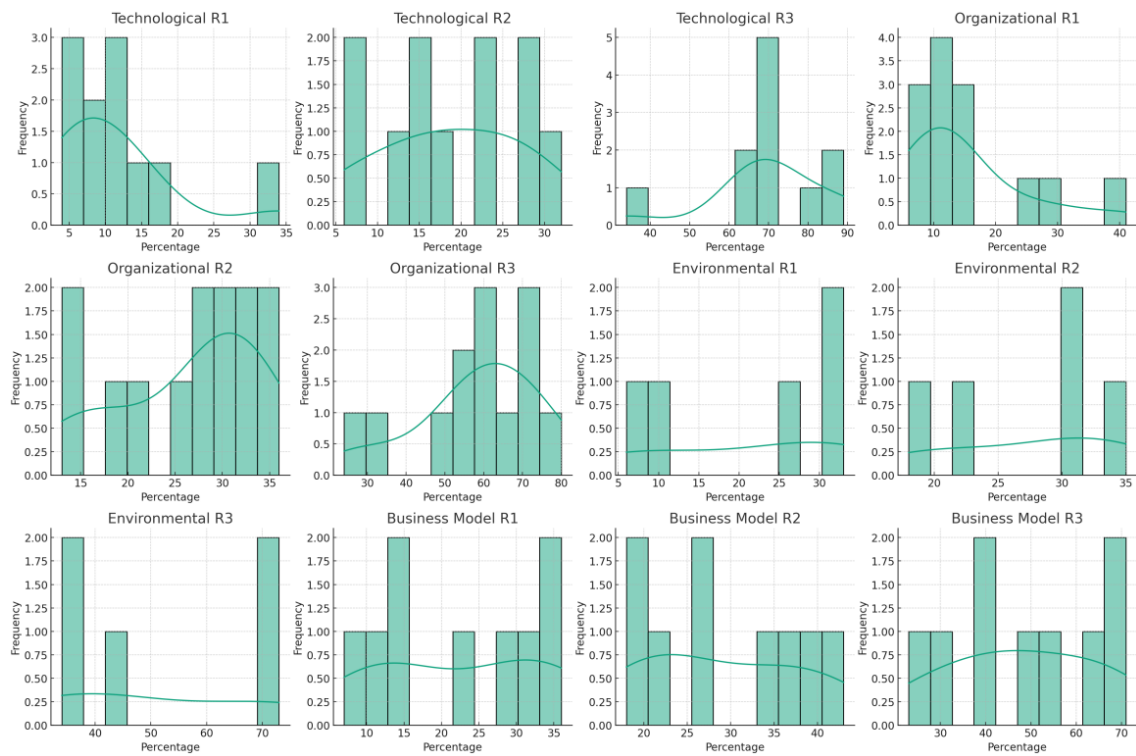 Technological R1
3.0
2.5
2.0
1.5
1.0
0.5
0.0
Frequency
5 10 15 20 25 30 35
Percentage
Technological R2
2.00
1.75
1.50
1.25
1.00
0.75
0.50
0.25
0.00
Frequency
5 10 15 20 25 30
Percentage
Technological R3
5
4
3
2
1
0
Frequency
40 50 60 70 80 90
Percentage
Organizational R1
4.0
3.5
3.0
2.5
2.0
1.5
1.0
0.5
0.0
Frequency
10 20 30 40
Percentage
Organizational R2
2.00
1.75
1.50
1.25
1.00
0.75
0.50
0.25
0.00
Frequency
15 20 25 30 35
Percentage
Organizational R3
3.0
2.5
2.0
1.5
1.0
0.5
0.0
Frequency
30 40 50 60 70 80
Percentage
Environmental R1
2.00
1.75
1.50
1.25
1.00
0.75
0.50
0.25
0.00
Frequency
5 10 15 20 25 30
Percentage
Environmental R2
2.00
1.75
1.50
1.25
1.00
0.75
0.50
0.25
0.00
Frequency
20 25 30 35
Percentage
Environmental R3
2.00
1.75
1.50
1.25
1.00
0.75
0.50
0.25
0.00
Frequency
40 50 60 70
Percentage
Business Model R1
2.00
1.75
1.50
1.25
1.00
0.75
0.50
0.25
0.00
Frequency
10 15 20 25 30 35
Percentage
Business Model R2
2.00
1.75
1.50
1.25
1.00
0.75
0.50
0.25
0.00
Frequency
20 25 30 35 40
Percentage
Business Model R3
2.00
1.75
1.50
1.25
1.00
0.75
0.50
0.25
0.00
Frequency
30 40 50 60 70
Percentage